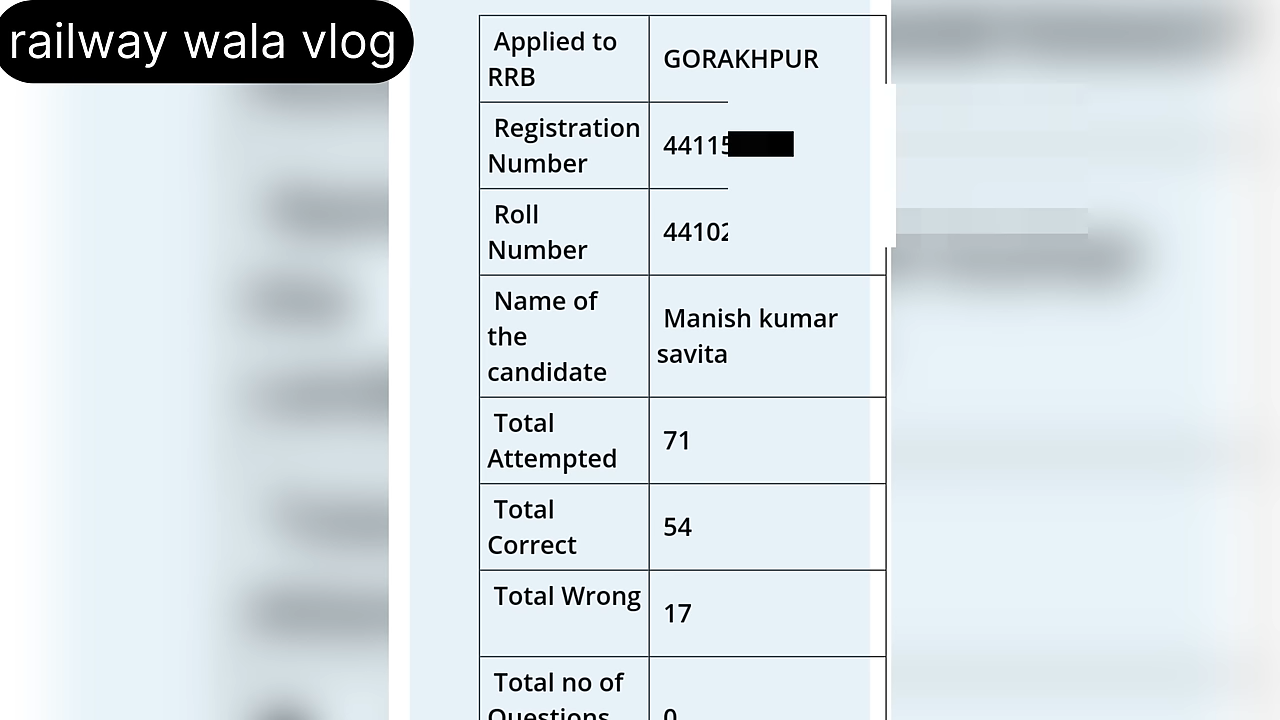 railway wala vlog
Applied to
RRB
GORAKHPUR
Registration
Number
44115
Roll
Number
44102
Name of
the
candidate
Manish kumar
savita
Total
Attempted
71
Total
Correct
54
Total Wrong
17
Total no of
Questions
0